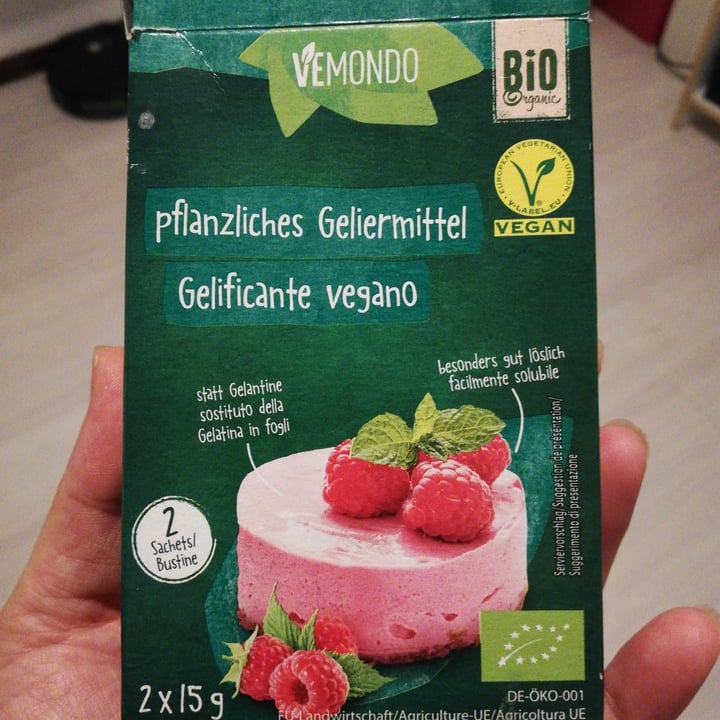 VEMONDO
BiO
Organic
EUROPEAN VEGETARIAN UNION
V-LABEL.EU
VEGAN
pflanzliches Geliermittel
Gelificante vegano
besonders gut löslich
facilmente solubile
statt Gelantine
sostituto della
Gelatina in fogli
Serviervorschlag/Suggestion de présentation/
Suggerimento di presentazione
2
Sachets/
Bustine
2 x 15 g
DE-ÖKO-001
EU-Landwirtschaft/Agriculture-UE/Agricoltura UE